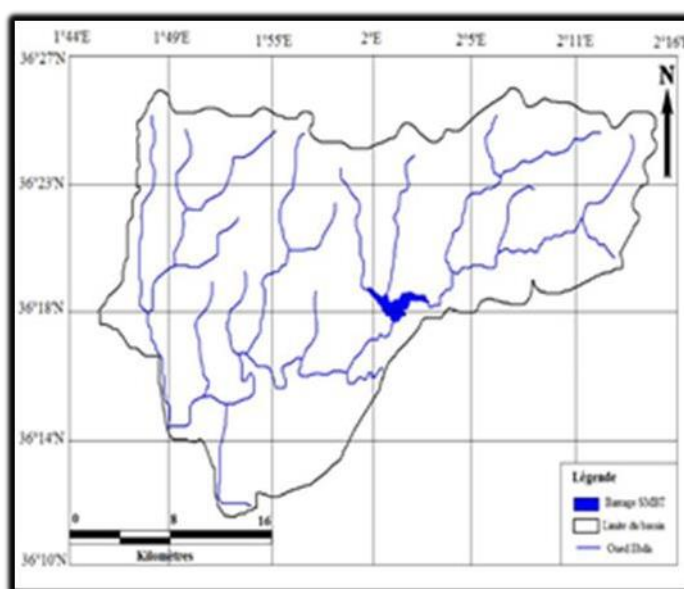 1°44'E 1°49'E 1°55'E 2°E 2°5'E 2°11'E 2°16'E
36°27'N
N
36°23'N
36°18'N
36°14'N
Légende
Barrage SMBT
Limite du bassin
Oued
0 8 16
Kilomètres
36°10'N